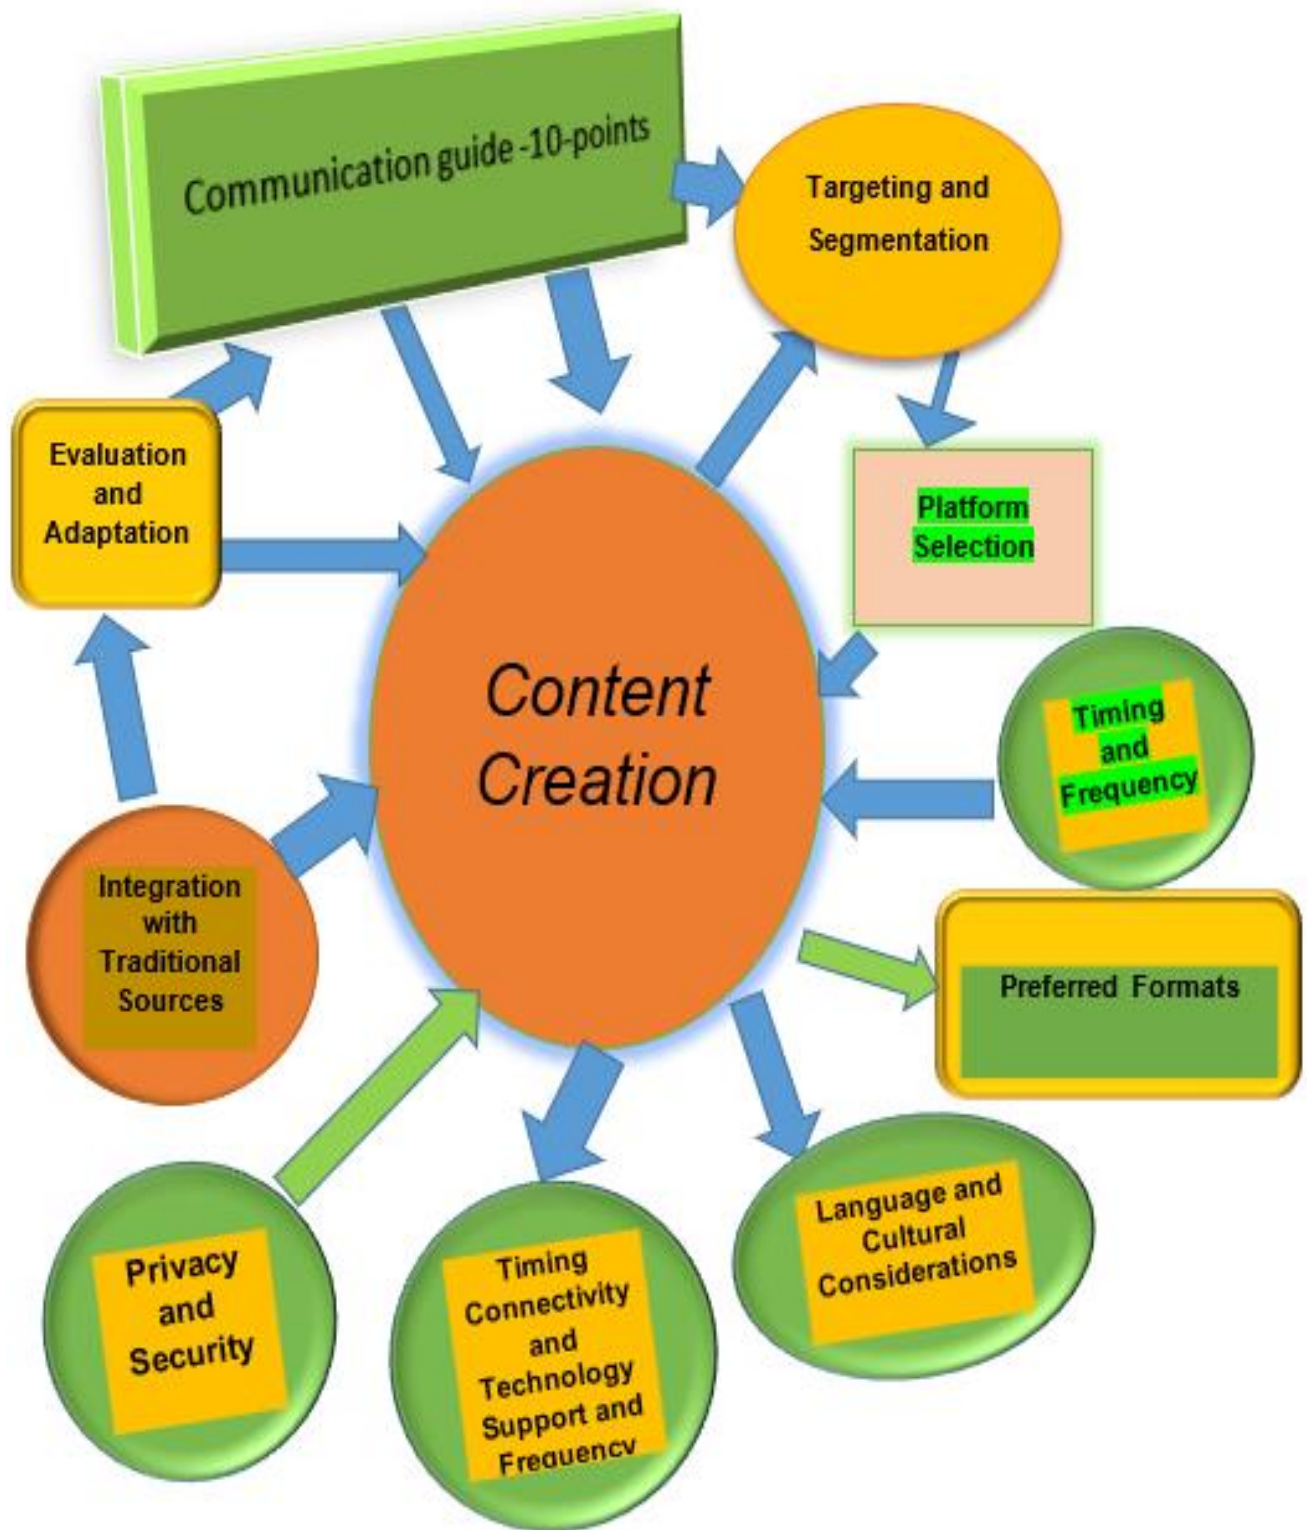 Communication guide -10-points
Targeting and
Segmentation
Evaluation
and
Adaptation
Platform
Selection
Content
Creation
Timing
and
Frequency
Integration
with
Traditional
Sources
Preferred Formats
Language and
Cultural
Considerations
Privacy
and
Security
Timing
Connectivity
and
Technology
Support and
Frequency